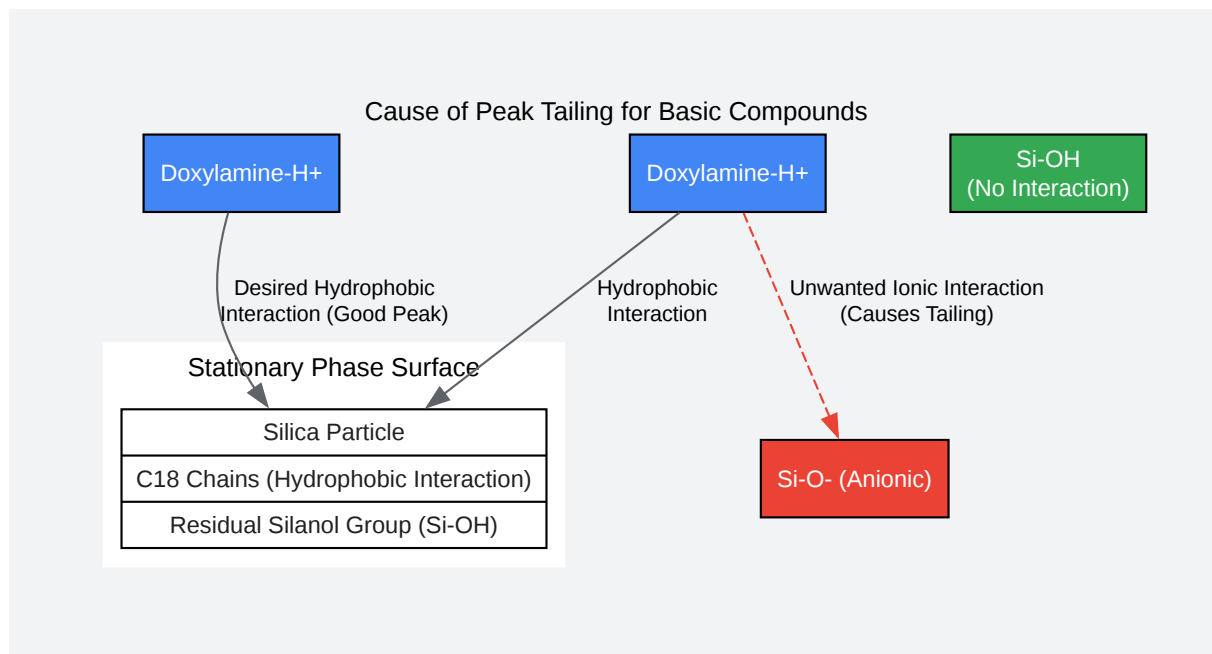 Cause of Peak Tailing for Basic Compounds
Doxylamine-H+
Doxylamine-H+
Si-OH
(No Interaction)
Desired Hydrophobic
Interaction (Good Peak)
Hydrophobic
Interaction
Unwanted Ionic Interaction
(Causes Tailing)
Stationary Phase Surface
Silica Particle
C18 Chains (Hydrophobic Interaction)
Residual Silanol Group (Si-OH)
Si-O- (Anionic)